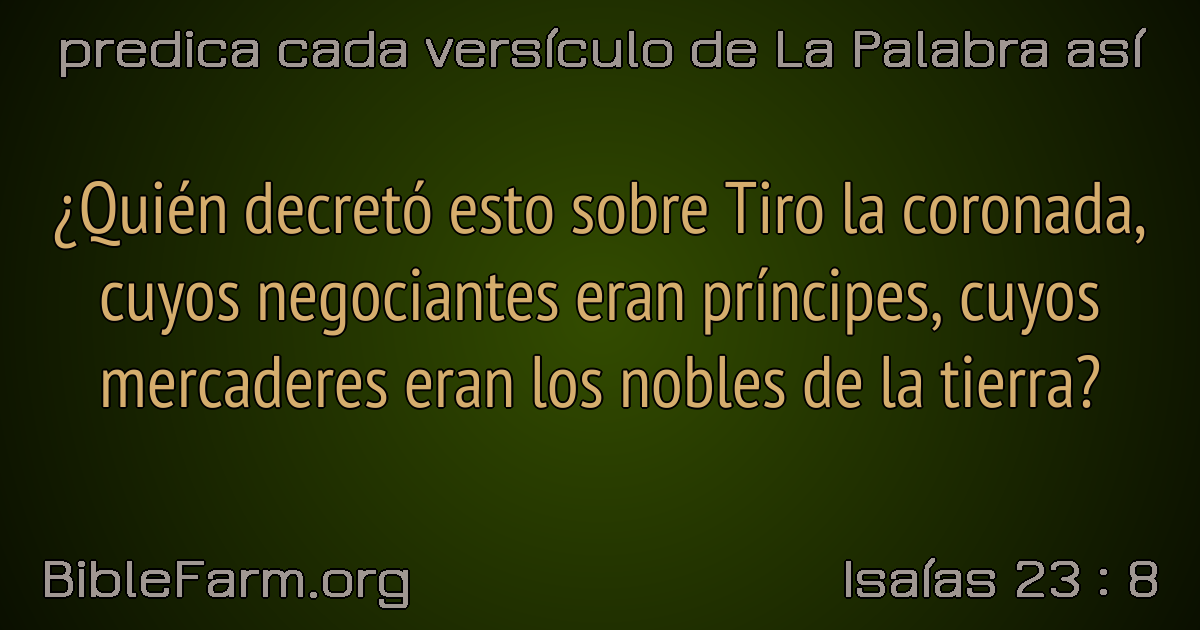 predica cada versículo de La Palabra así
¿Quién decretó esto sobre Tiro la coronada,
cuyos negociantes eran príncipes, cuyos
mercaderes eran los nobles de la tierra?
BibleFarm.org
Isaías 23 : 8